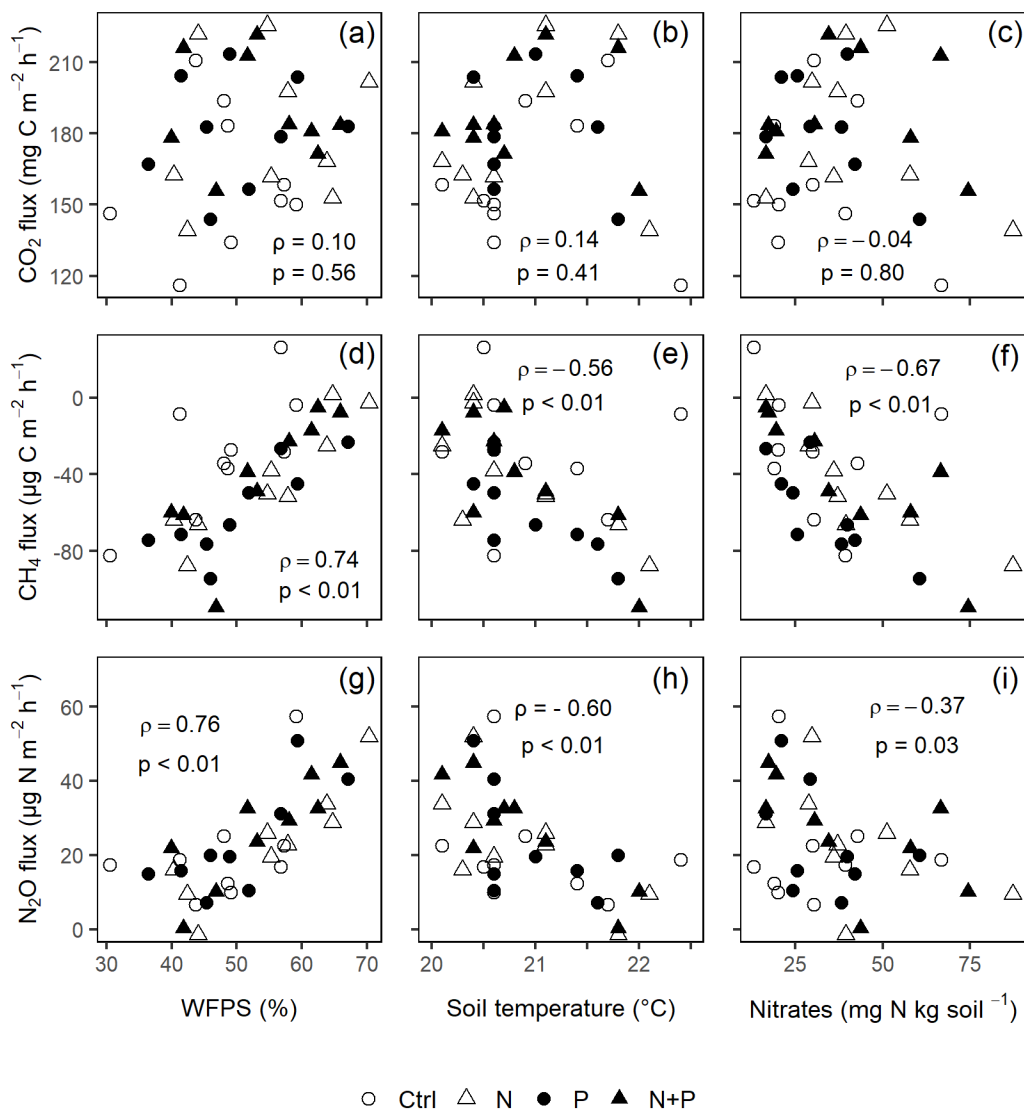 (a)
(b)
(c)
CO₂ flux (mg C m⁻² h⁻¹)
210
180
150
120
ρ = 0.10
p = 0.56
ρ = 0.14
p = 0.41
ρ = −0.04
p = 0.80
(d)
(e)
(f)
CH₄ flux (µg C m⁻² h⁻¹)
0
-40
-80
ρ = 0.74
p < 0.01
ρ = −0.56
p < 0.01
ρ = −0.67
p < 0.01
(g)
(h)
(i)
N₂O flux (µg N m⁻² h⁻¹)
60
40
20
0
ρ = 0.76
p < 0.01
ρ = - 0.60
p < 0.01
ρ = −0.37
p = 0.03
30 40 50 60 70
20 21 22
25 50 75
WFPS (%)
Soil temperature (°C)
Nitrates (mg N kg soil ⁻¹)
Ctrl N P N+P